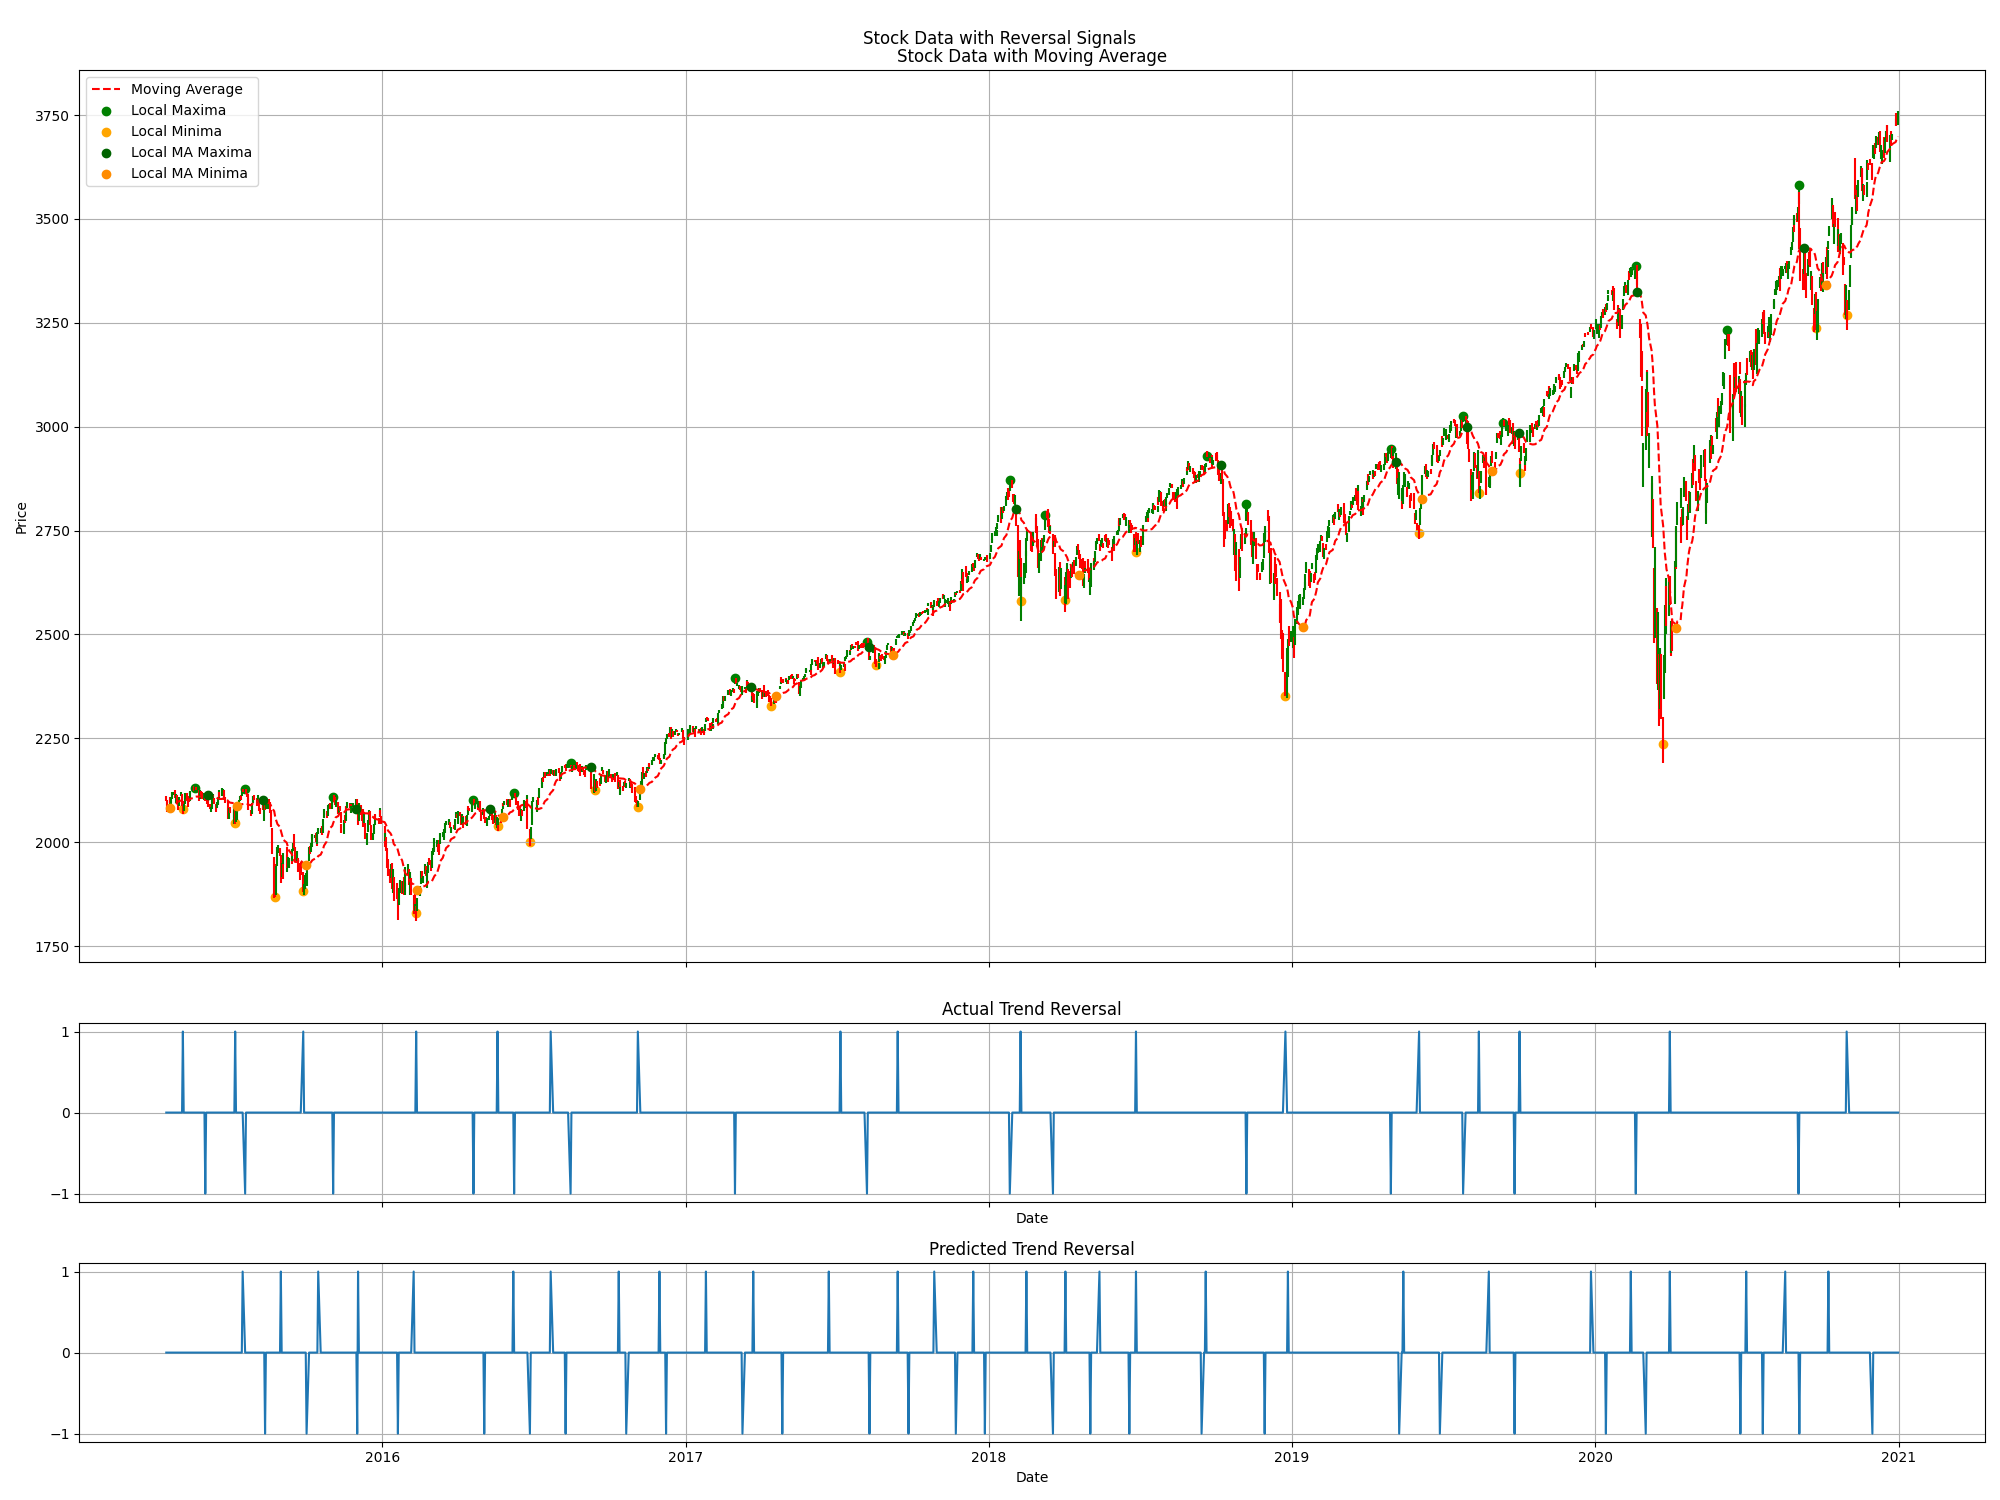 Stock Data with Reversal Signals
Stock Data with Moving Average
Moving Average
Local Maxima
Local Minima
Local MA Maxima
Local MA Minima
3750
3500
3250
3000
2750
2500
2250
2000
1750
Price
Actual Trend Reversal
1
0
−1
Date
Predicted Trend Reversal
1
0
−1
2016
2017
2018
2019
2020
2021
Date